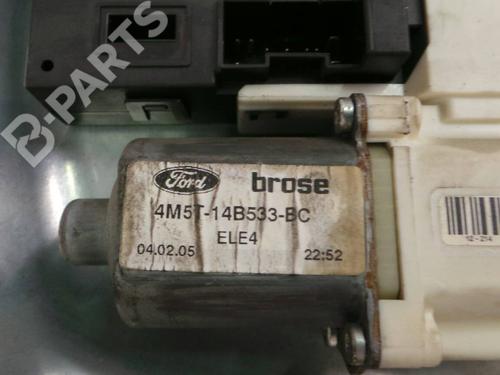 B-PARTS
Ford brose
4M5T-14B533-BC
ELE4
04.02.05 22:52